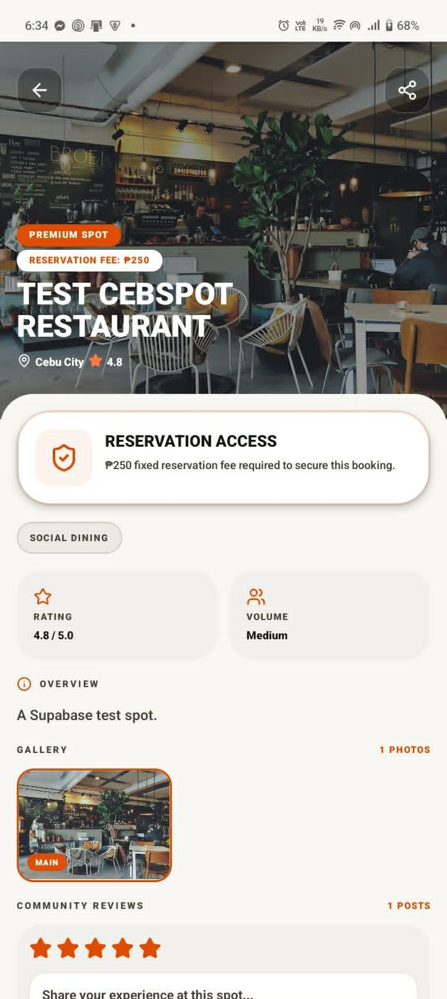 6:34
Vo))
LTE
19
KB/s
68%
BROEI
PREMIUM SPOT
RESERVATION FEE: ₱250
TEST CEBSPOT
RESTAURANT
Cebu City 4.8
RESERVATION ACCESS
₱250 fixed reservation fee required to secure this booking.
SOCIAL DINING
RATING
4.8 / 5.0
VOLUME
Medium
OVERVIEW
A Supabase test spot.
GALLERY
1 PHOTOS
MAIN
COMMUNITY REVIEWS
1 POSTS
Share your experience at this spot...